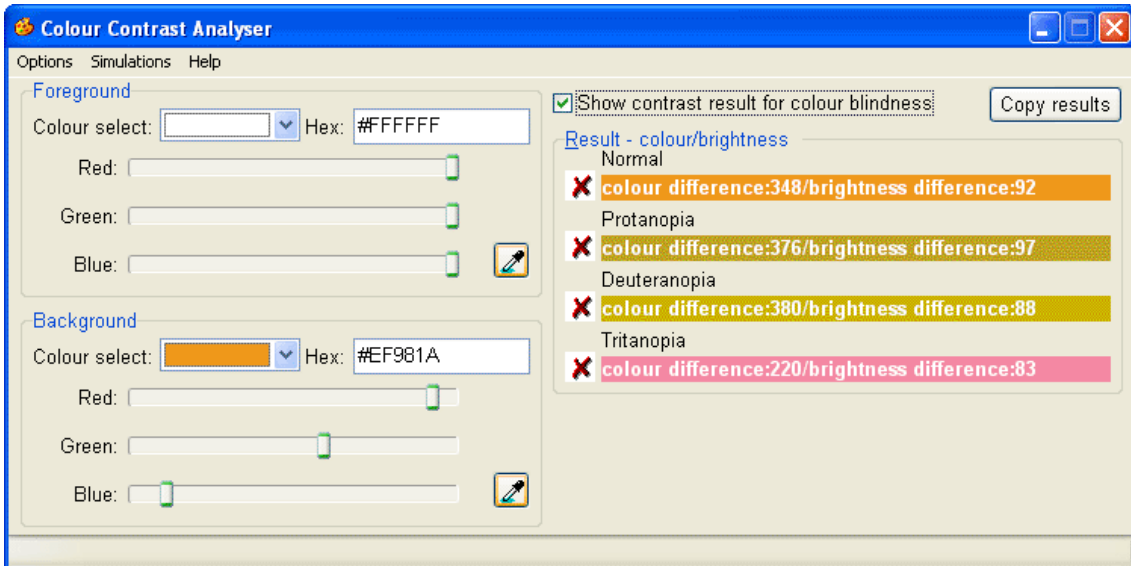 Colour Contrast Analyser
Options Simulations Help
Foreground
Colour select: Hex: #FFFFFF
Red:
Green:
Blue:
Background
Colour select: Hex: #EF981A
Red:
Green:
Blue:
Show contrast result for colour blindness
Copy results
Result - colour/brightness
Normal
colour difference:348/brightness difference:92
Protanopia
colour difference:376/brightness difference:97
Deuteranopia
colour difference:380/brightness difference:88
Tritanopia
colour difference:220/brightness difference:83